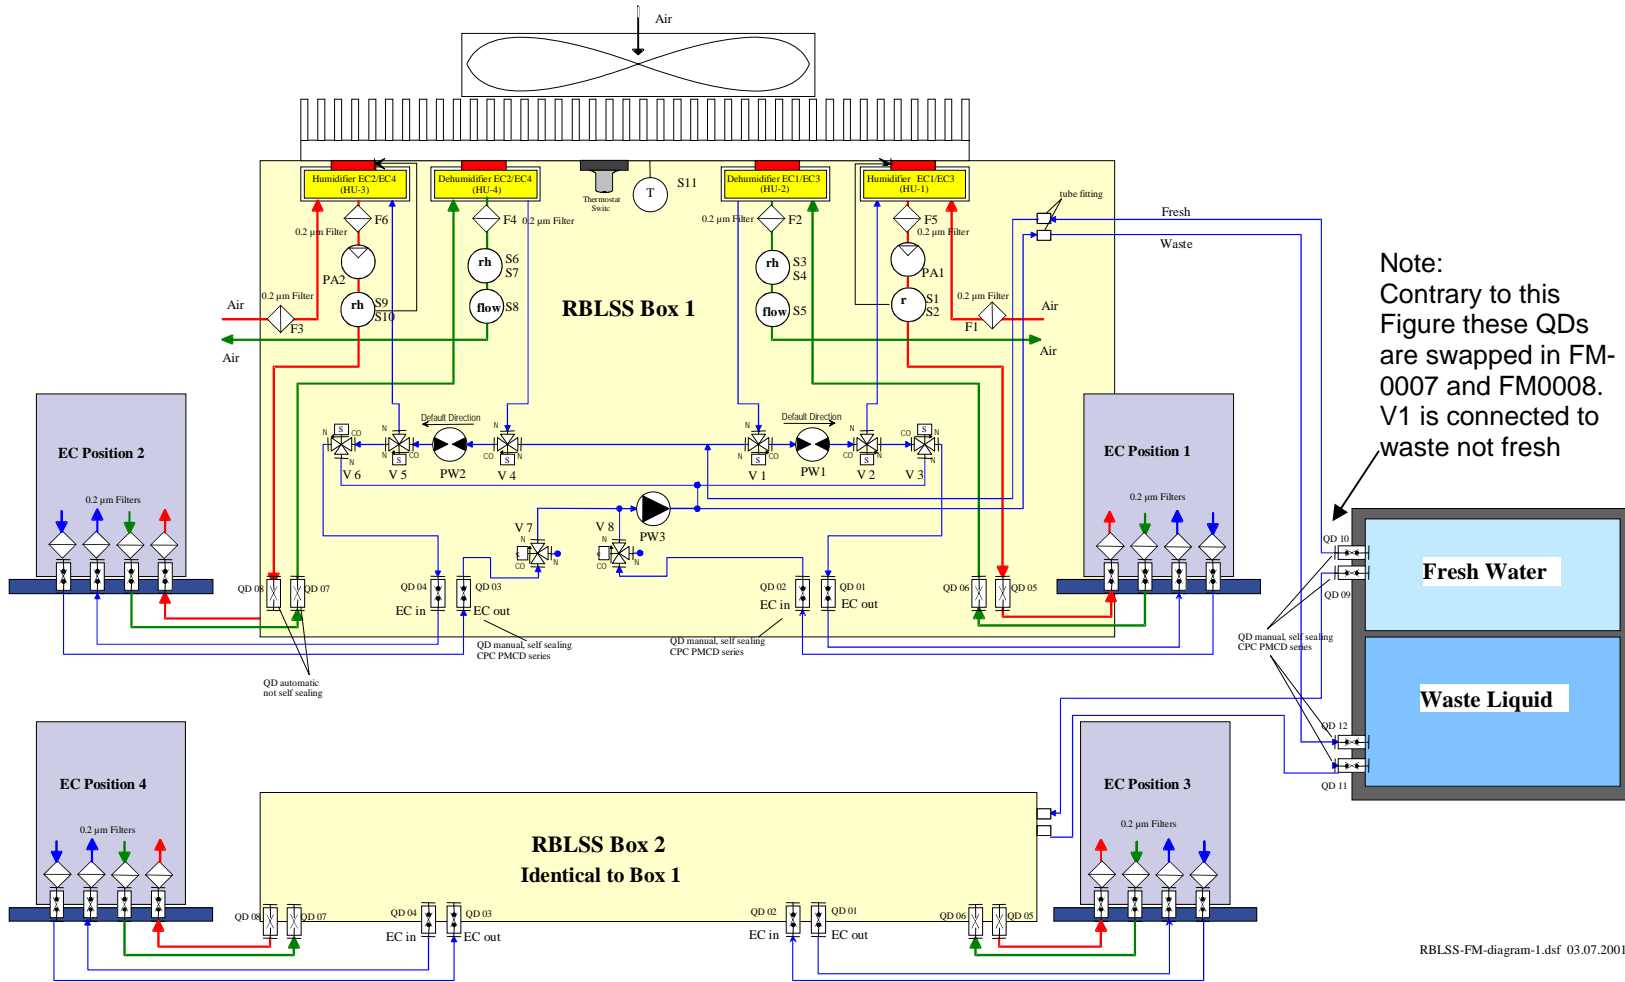 Air
Humidifier EC2/EC4
(HU-3)
Dehumidifier EC2/EC4
(HU-4)
Thermostat
Switc
T
S11
Dehumidifier EC1/EC3
(HU-2)
Humidifier EC1/EC3
(HU-1)
tube fitting
Fresh
Waste
F6
0.2 µm Filter
F4
0.2 µm Filter
0.2 µm Filter
F2
F5
0.2 µm Filter
PA2
rh
S6
S7
rh
S3
S4
PA1
Air
0.2 µm Filter
F3
rh
S9
S10
flow
S8
RBLSS Box 1
flow
S5
r
S1
S2
0.2 µm Filter
F1
Air
Air
Air
Note:
Contrary to this
Figure these QDs
are swapped in FM-
0007 and FM0008.
V1 is connected to
waste not fresh
EC Position 2
0.2 µm Filters
N
S
CO
N
V 6
N
CO
N
S
V 5
Default Direction
PW2
N
CO
N
S
V 4
N
CO
N
S
V 1
Default Direction
PW1
N
CO
N
S
V 2
S
CO
N
N
V 3
EC Position 1
0.2 µm Filters
V 7
N
S
CO
V 8
N
S
CO
PW3
QD 08
QD 07
QD 04
QD 03
EC in
EC out
QD 02
QD 01
EC in
EC out
QD 06
QD 05
QD manual, self sealing
CPC PMCD series
QD manual, self sealing
CPC PMCD series
QD automatic
not self sealing
QD 10
QD 09
Fresh Water
QD manual, self sealing
CPC PMCD series
Waste Liquid
QD 12
QD 11
EC Position 4
0.2 µm Filters
RBLSS Box 2
Identical to Box 1
EC Position 3
0.2 µm Filters
QD 08
QD 07
QD 04
QD 03
EC in
EC out
QD 02
QD 01
EC in
EC out
QD 06
QD 05
RBLSS-FM-diagram-1.dsf 03.07.2001